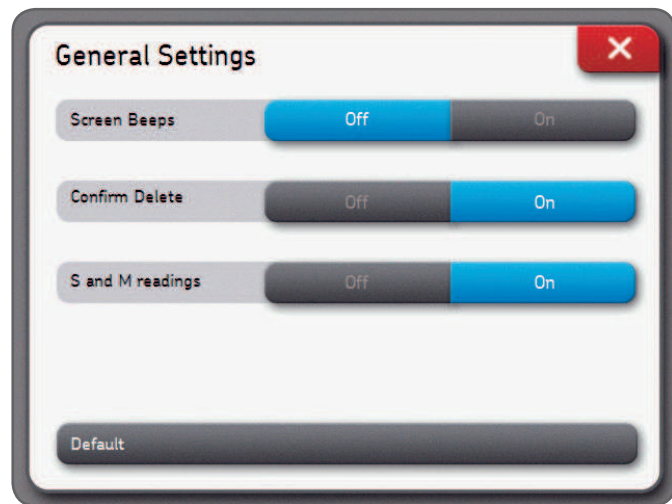 General Settings
Screen Beeps Off On
Confirm Delete Off On
S and M readings Off On
Default